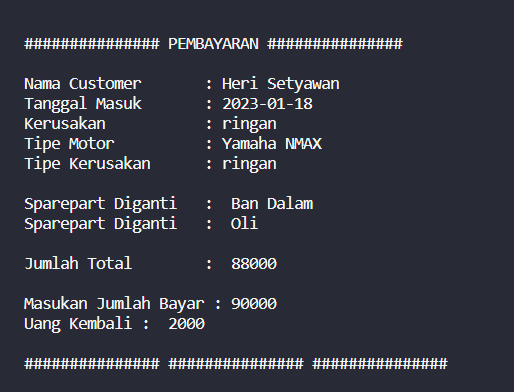 ############### PEMBAYARAN ###############
Nama Customer : Heri Setyawan
Tanggal Masuk : 2023-01-18
Kerusakan : ringan
Tipe Motor : Yamaha NMAX
Tipe Kerusakan : ringan
Sparepart Diganti : Ban Dalam
Sparepart Diganti : Oli
Jumlah Total : 88000
Masukan Jumlah Bayar : 90000
Uang Kembali : 2000
############### ############### ###############